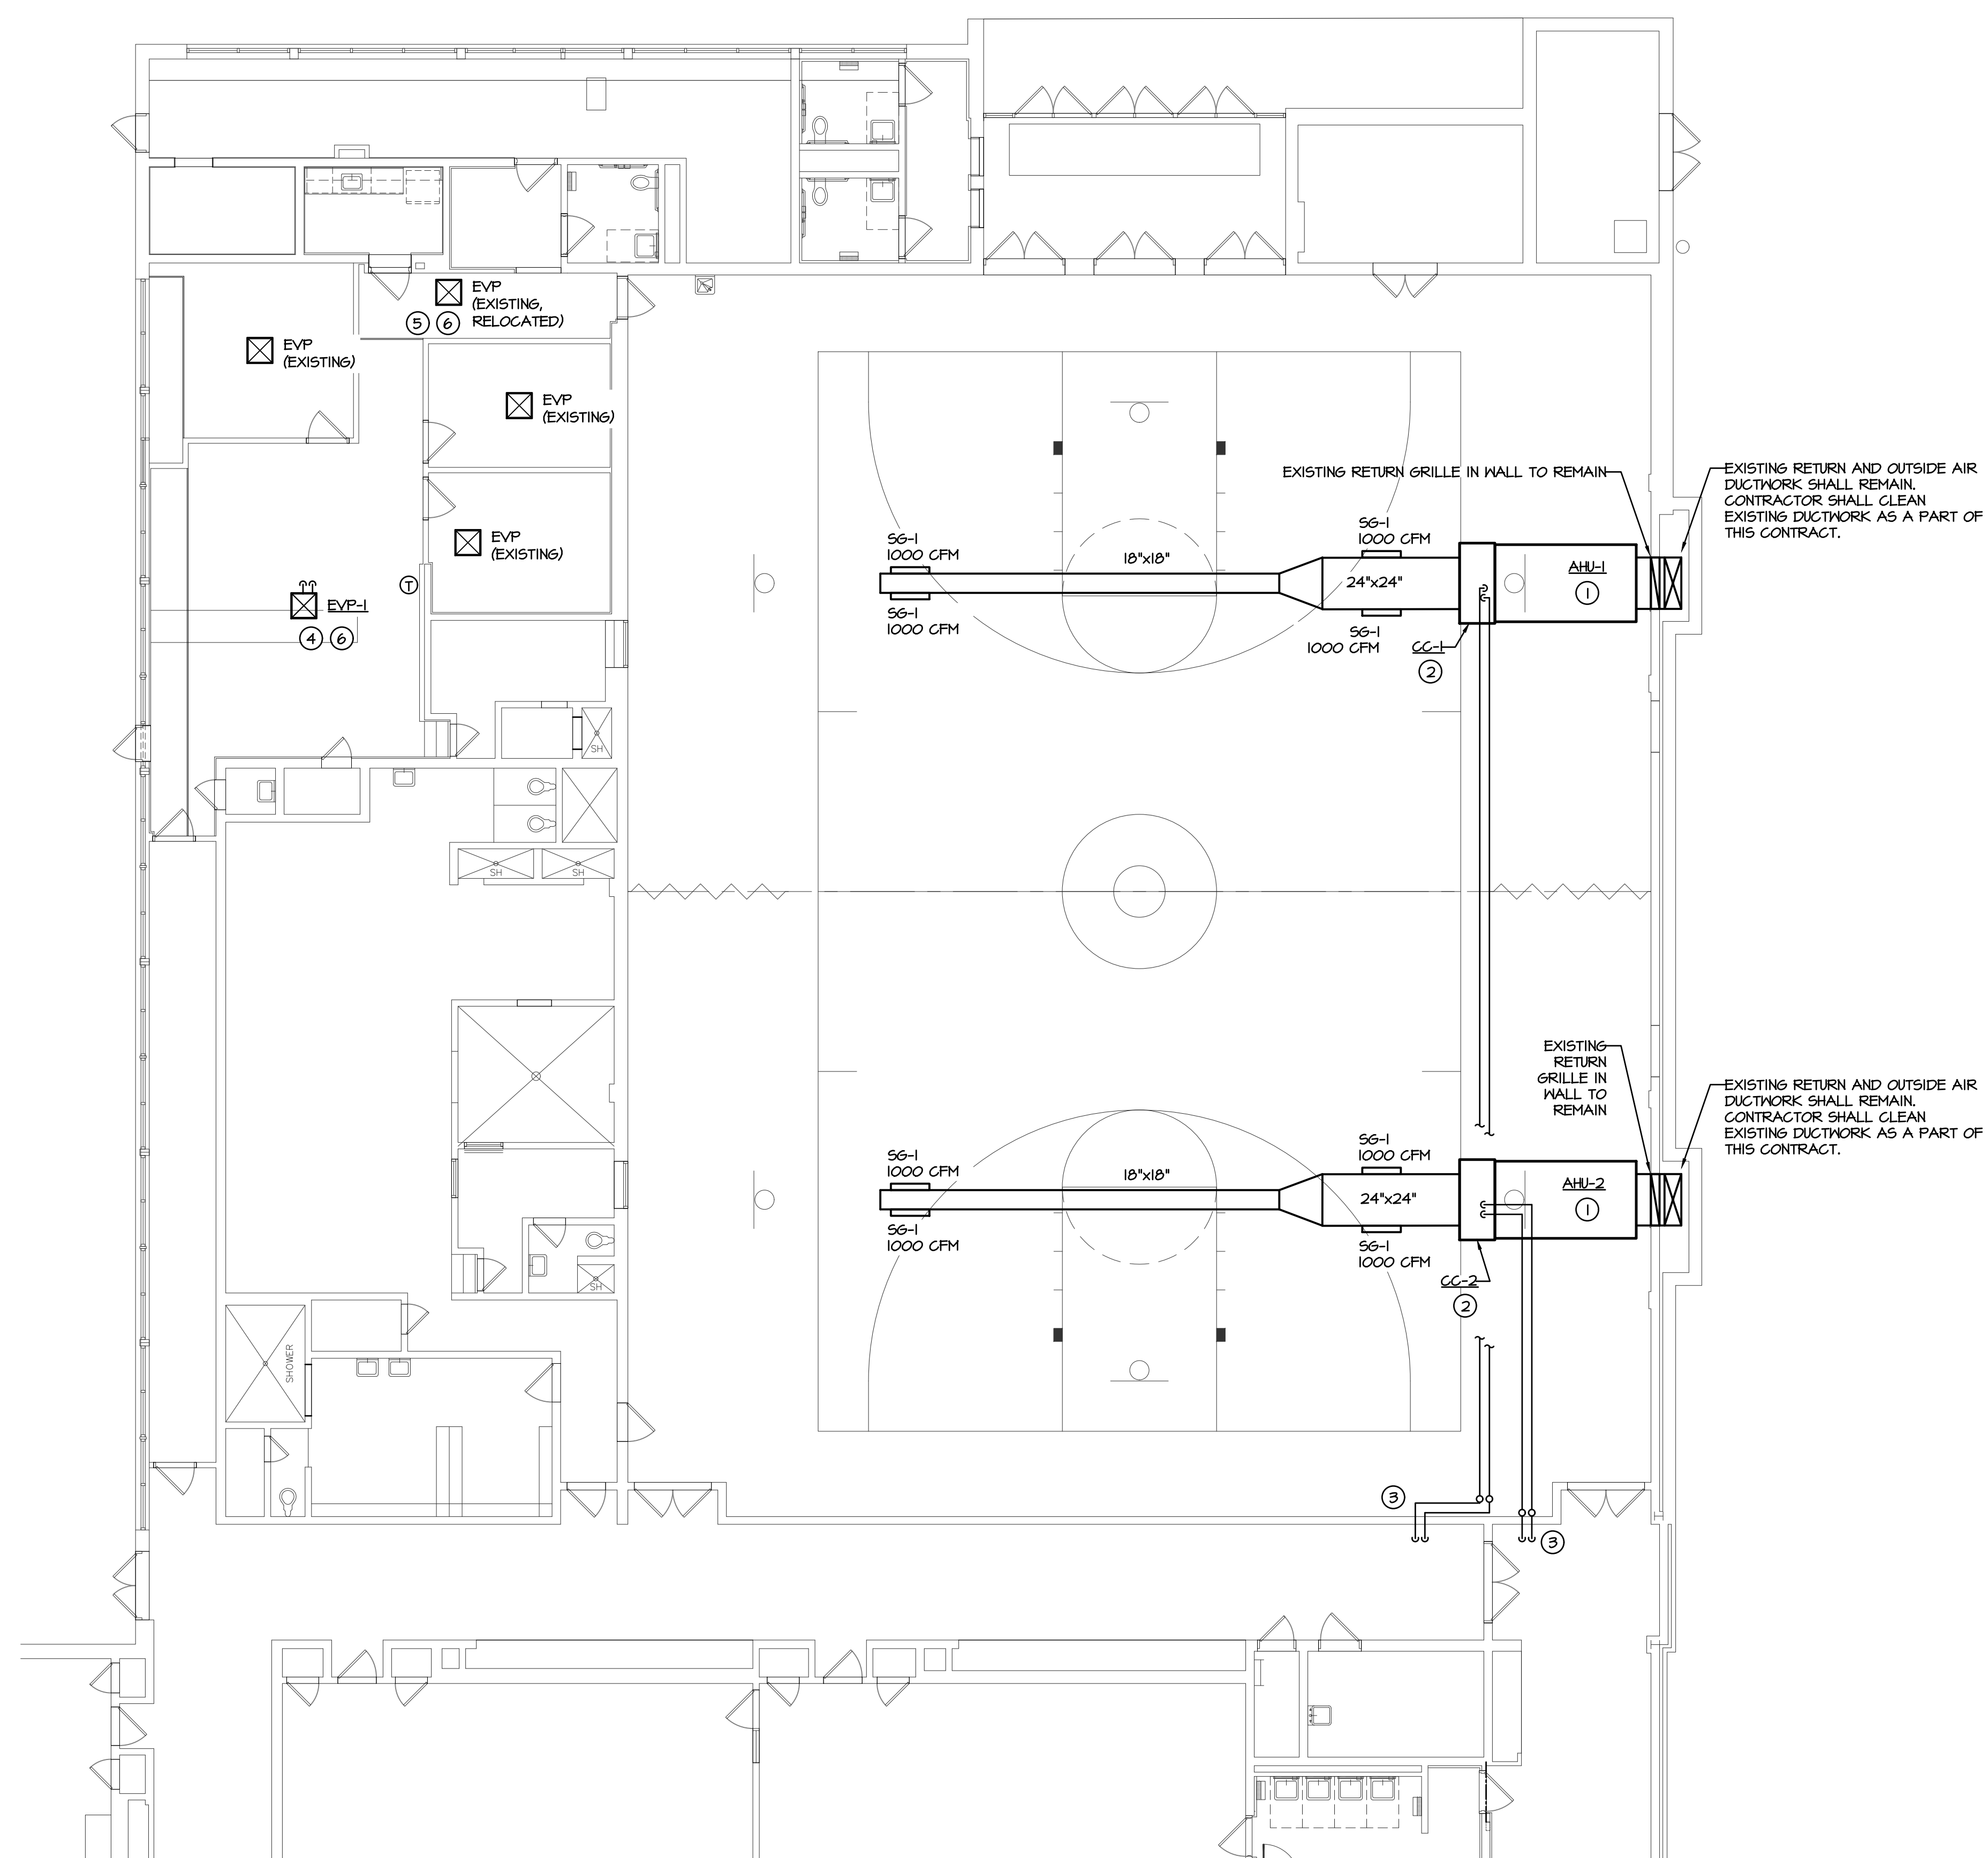 EVP
(EXISTING,
RELOCATED)
5 6
EVP
(EXISTING)
EVP
(EXISTING)
EVP
(EXISTING)
T
EVP-1
4 6
SH
SH
SH
SH
SHOWER
EXISTING RETURN GRILLE IN WALL TO REMAIN
EXISTING RETURN AND OUTSIDE AIR
DUCTWORK SHALL REMAIN.
CONTRACTOR SHALL CLEAN
EXISTING DUCTWORK AS A PART OF
THIS CONTRACT.
SG-1
1000 CFM
18"x18"
SG-1
1000 CFM
24"x24"
AHU-1
1
SG-1
1000 CFM
SG-1
1000 CFM
CC-1
2
EXISTING
RETURN
GRILLE IN
WALL TO
REMAIN
EXISTING RETURN AND OUTSIDE AIR
DUCTWORK SHALL REMAIN.
CONTRACTOR SHALL CLEAN
EXISTING DUCTWORK AS A PART OF
THIS CONTRACT.
SG-1
1000 CFM
18"x18"
SG-1
1000 CFM
24"x24"
AHU-2
1
SG-1
1000 CFM
SG-1
1000 CFM
CC-2
2
3
3